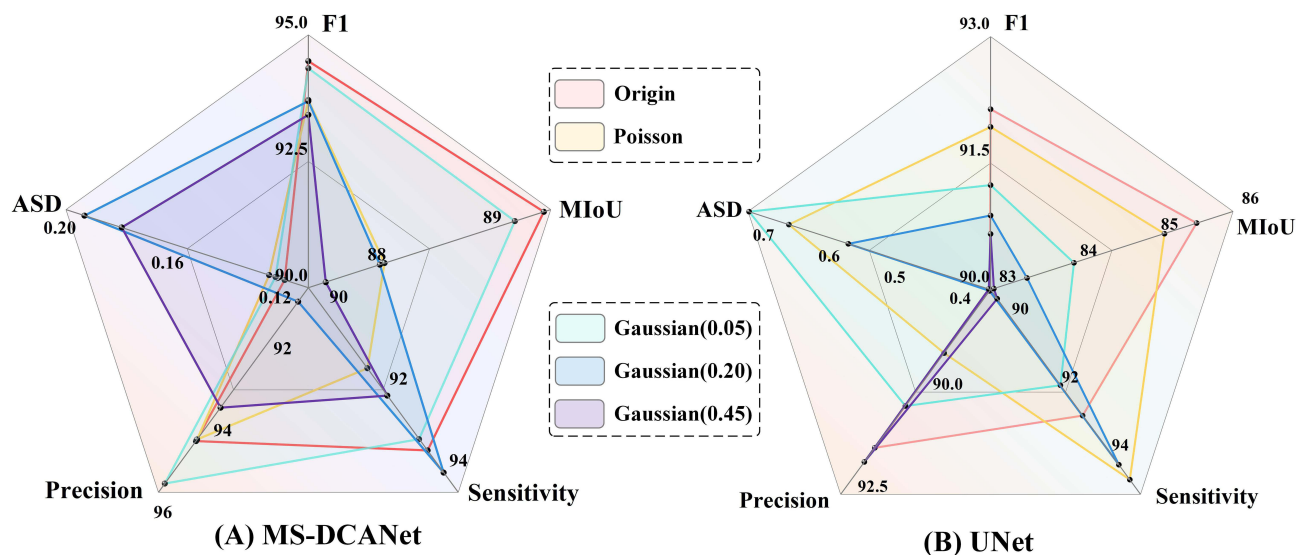 95.0
F1
92.5
ASD
0.20
0.16
0.12
90.0
90
88
89
MIoU
92
92
94
94
Precision
96
Sensitivity
(A) MS-DCANet
Origin
Poisson
Gaussian(0.05)
Gaussian(0.20)
Gaussian(0.45)
93.0
F1
91.5
ASD
0.7
0.6
0.5
0.4
90.0
83
84
85
86
MIoU
90
92
94
90.0
92.5
Precision
Sensitivity
(B) UNet